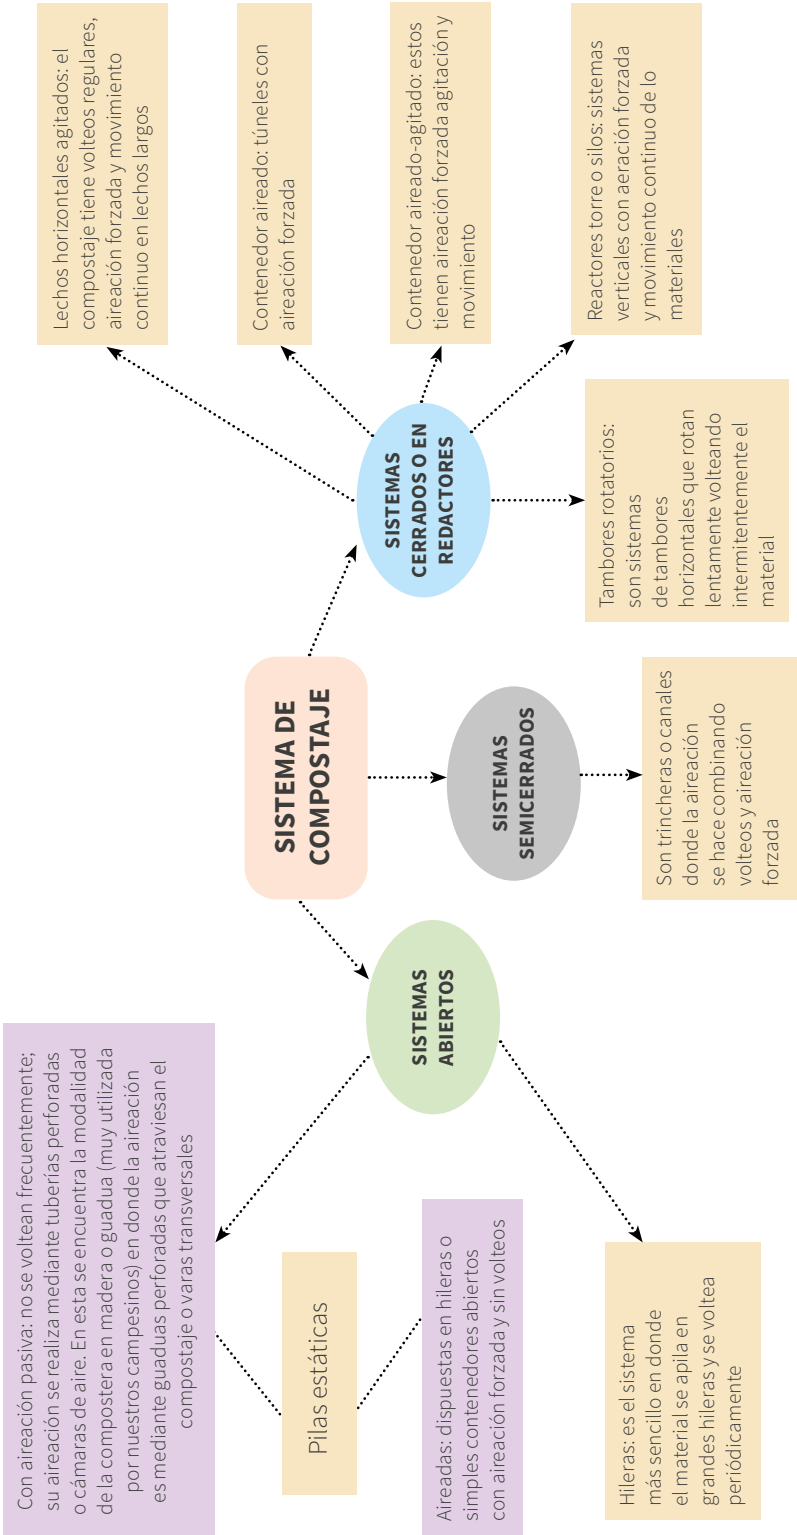 Con aireación pasiva: no se voltean frecuentemente;
su aireación se realiza mediante tuberías perforadas
o cámaras de aire. En esta se encuentra la modalidad
de la compostera en madera o guadua (muy utilizada
por nuestros campesinos) en donde la aireación
es mediante guaduas perforadas que atraviesan el
compostaje o varas transversales
Pilas estáticas
Aireadas: dispuestas en hileras o
simples contenedores abiertos
con aireación forzada y sin volteos
Hileras: es el sistema
más sencillo en donde
el material se apila en
grandes hileras y se voltea
periódicamente
SISTEMAS
ABIERTOS
SISTEMA DE
COMPOSTAJE
SISTEMAS
SEMICERRADOS
Son trincheras o canales
donde la aireación
se hace combinando
volteos y aireación
forzada
SISTEMAS
CERRADOS O EN
REDACTORES
Lechos horizontales agitados: el
compostaje tiene volteos regulares,
aireación forzada y movimiento
continuo en lechos largos
Contenedor aireado: túneles con
aireación forzada
Contenedor aireado-agitado: estos
tienen aireación forzada agitación y
movimiento
Reactores torre o silos: sistemas
verticales con aeración forzada
y movimiento continuo de lo
materiales
Tambores rotatorios:
son sistemas
de tambores
horizontales que rotan
lentamente volteando
intermitentemente el
material